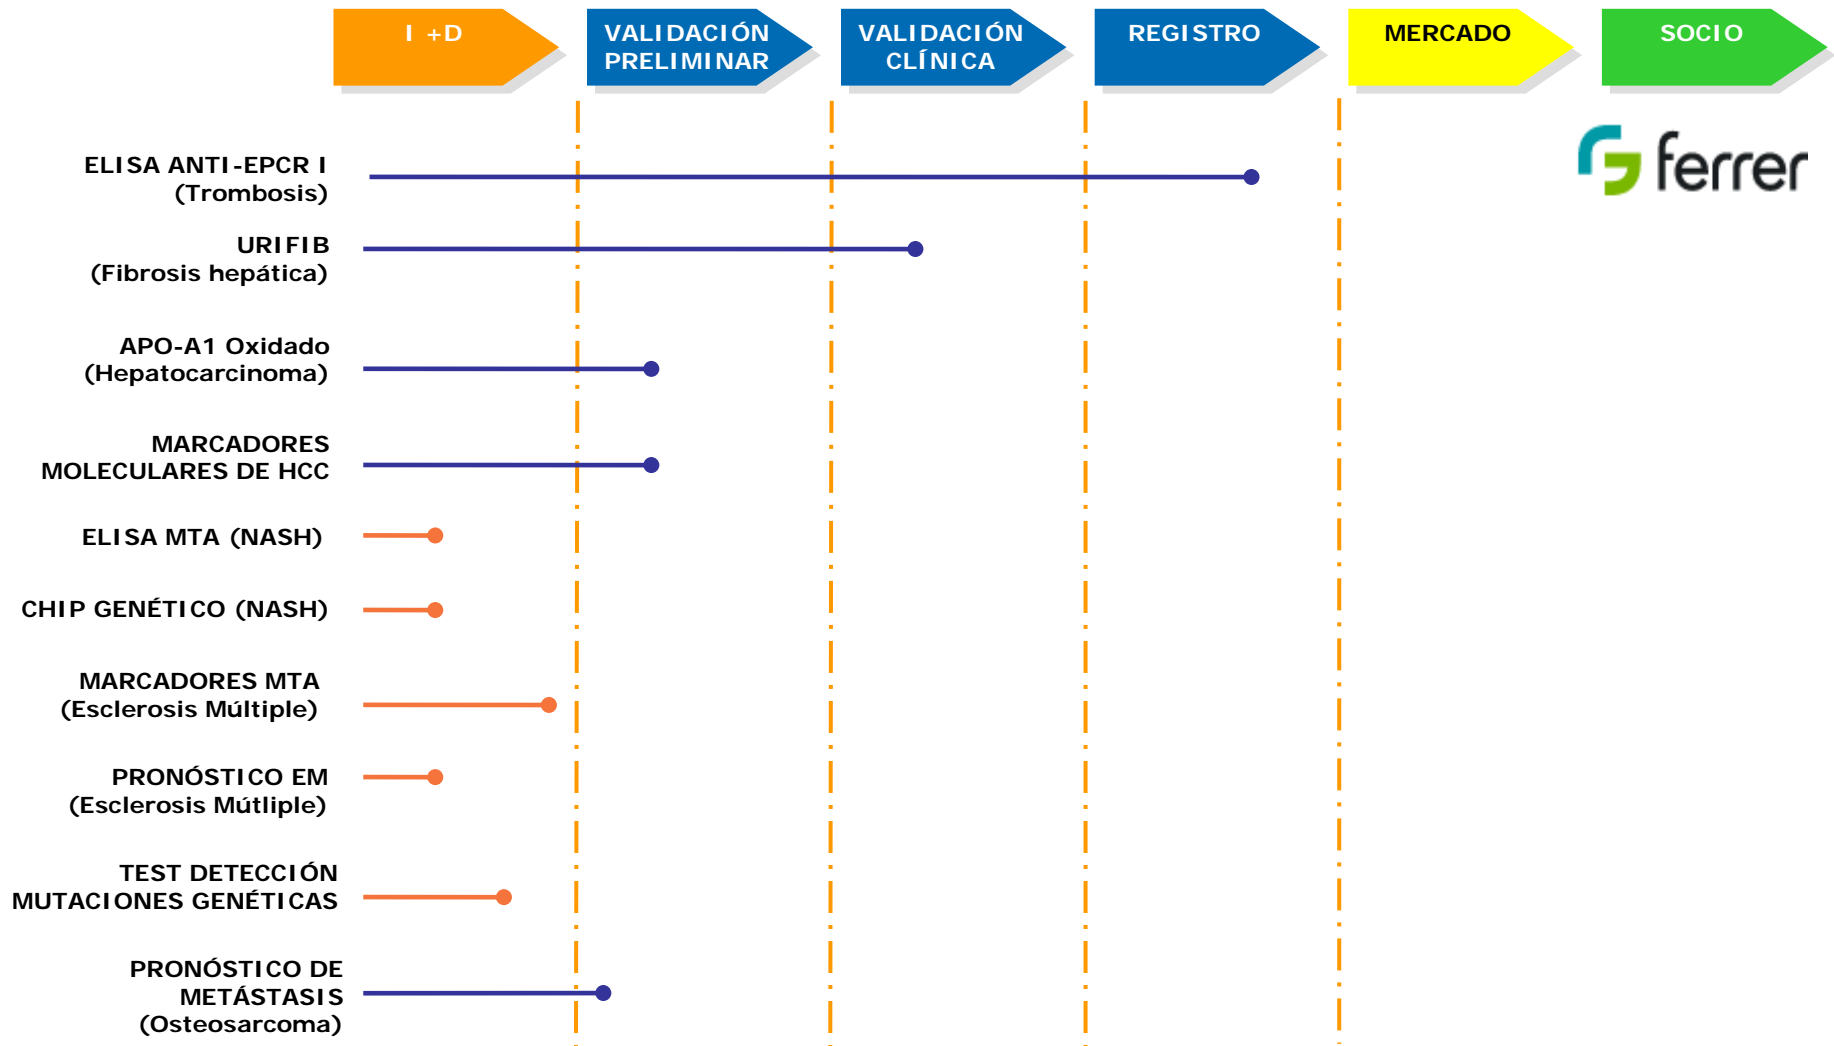 I +D
VALIDACIÓN
PRELIMINAR
VALIDACIÓN
CLÍNICA
REGISTRO
MERCADO
SOCIO
ferrer
ELISA ANTI-EPCR I
(Trombosis)
URIFIB
(Fibrosis hepática)
APO-A1 Oxidado
(Hepatocarcinoma)
MARCADORES
MOLECULARES DE HCC
ELISA MTA (NASH)
CHIP GENÉTICO (NASH)
MARCADORES MTA
(Esclerosis Múltiple)
PRONÓSTICO EM
(Esclerosis Mútliple)
TEST DETECCIÓN
MUTACIONES GENÉTICAS
PRONÓSTICO DE
METÁSTASIS
(Osteosarcoma)